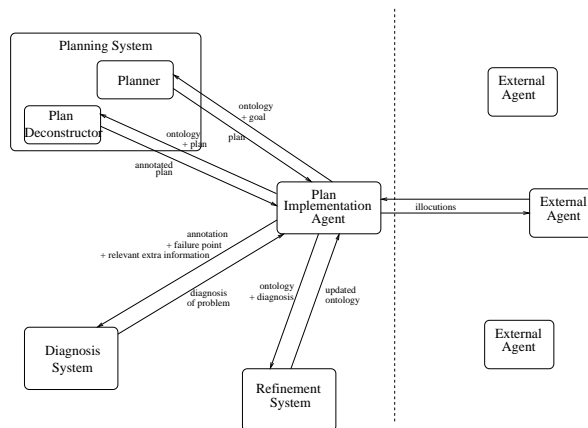 Planning System
Planner
Plan
Deconstructor
ontology
+ goal
plan
ontology
+ plan
annotated
plan
External
Agent
Plan
Implementation
Agent
illocutions
External
Agent
annotation
+ failure point
+ relevant extra information
diagnosis
of problem
ontology
+ diagnosis
updated
ontology
External
Agent
Diagnosis
System
Refinement
System